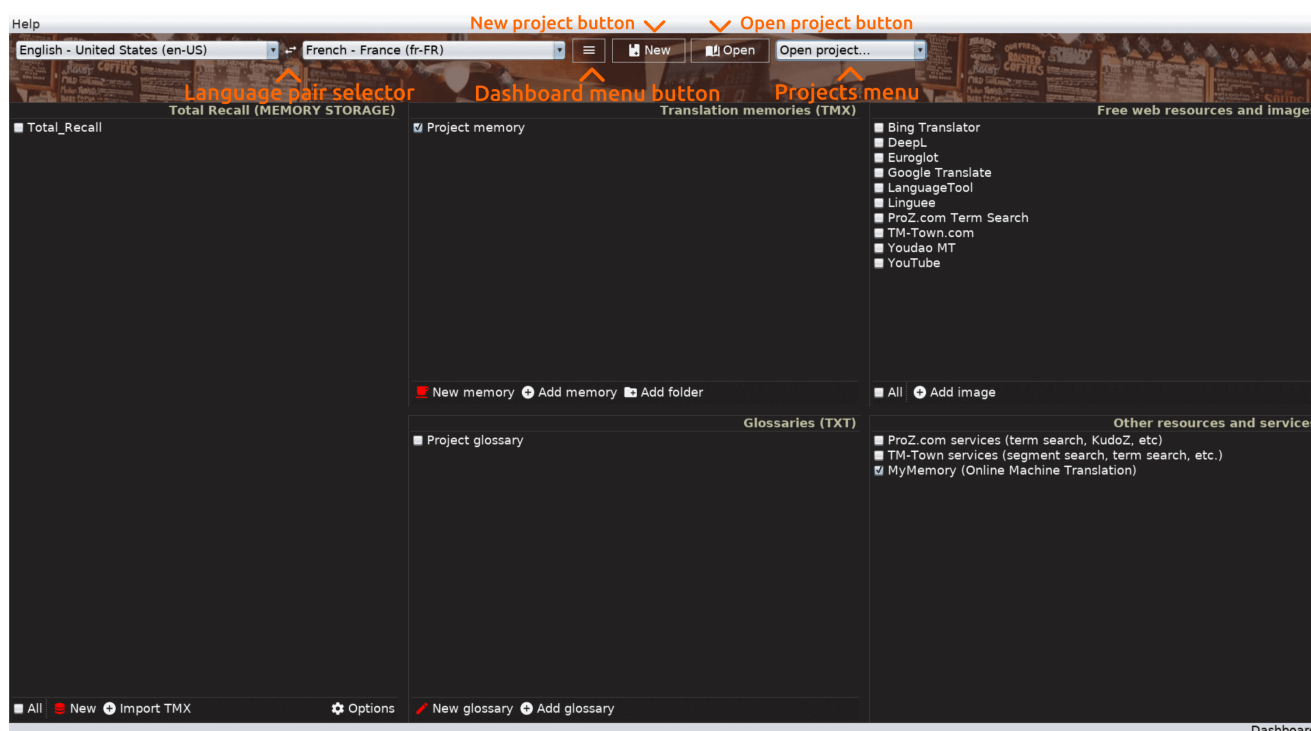 Help
New project button
Open project button
English - United States (en-US)
French - France (fr-FR)
New
Open
Open project...
Language pair selector
Dashboard menu button
Projects menu
Total Recall (MEMORY STORAGE)
Total_Recall
All
New
Import TMX
Options
Translation memories (TMX)
Project memory
New memory
Add memory
Add folder
Glossaries (TXT)
Project glossary
New glossary
Add glossary
Free web resources and image
Bing Translator
DeepL
Euroglot
Google Translate
LanguageTool
Linguee
ProZ.com Term Search
TM-Town.com
Youdao MT
YouTube
All
Add image
Other resources and service
ProZ.com services (term search, KudoZ, etc)
TM-Town services (segment search, term search, etc.)
MyMemory (Online Machine Translation)
Dashboar